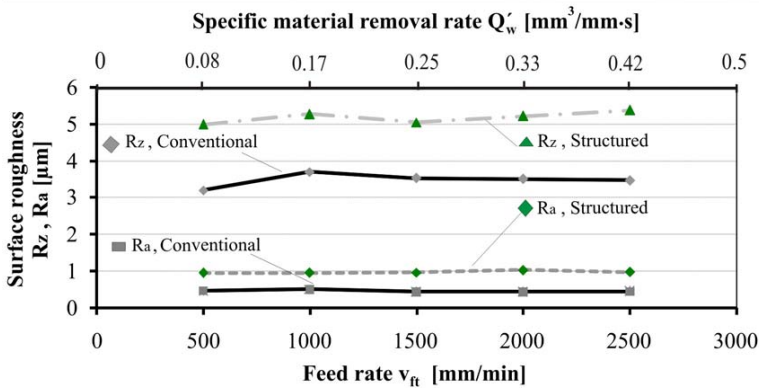 Specific material removal rate Q´w [mm³/mm·s]
0 0.08 0.17 0.25 0.33 0.42 0.5
Surface roughness
Rz , Ra [µm]
6
5
4
3
2
1
0
Rz , Structured
Rz , Conventional
Ra , Structured
Ra , Conventional
0 500 1000 1500 2000 2500 3000
Feed rate vft [mm/min]